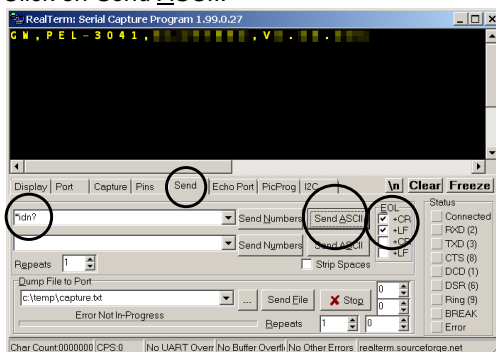 Click on Send ASCII.
RealTerm: Serial Capture Program 1.99.0.27
GW,PEL-3041, ,V . .
Display Port Capture Pins Send Echo Port PicProg I2C \n Clear Freeze
*idn? Send Numbers Send ASCII EOL +CR +LF
Send Numbers Send ASCII +CR +LF
Repeats 1 Strip Spaces
Dump File to Port
c:\temp\capture.txt ... Send File Stop 0 0
Error Not In-Progress Repeats 1 0
Status
Connected
RXD (2)
TXD (3)
CTS (8)
DCD (1)
DSR (6)
Ring (9)
BREAK
Error
Char Count:0000000 CPS:0 No UART Overr No Buffer Overfl No Other Errors realterm.sourceforge.net